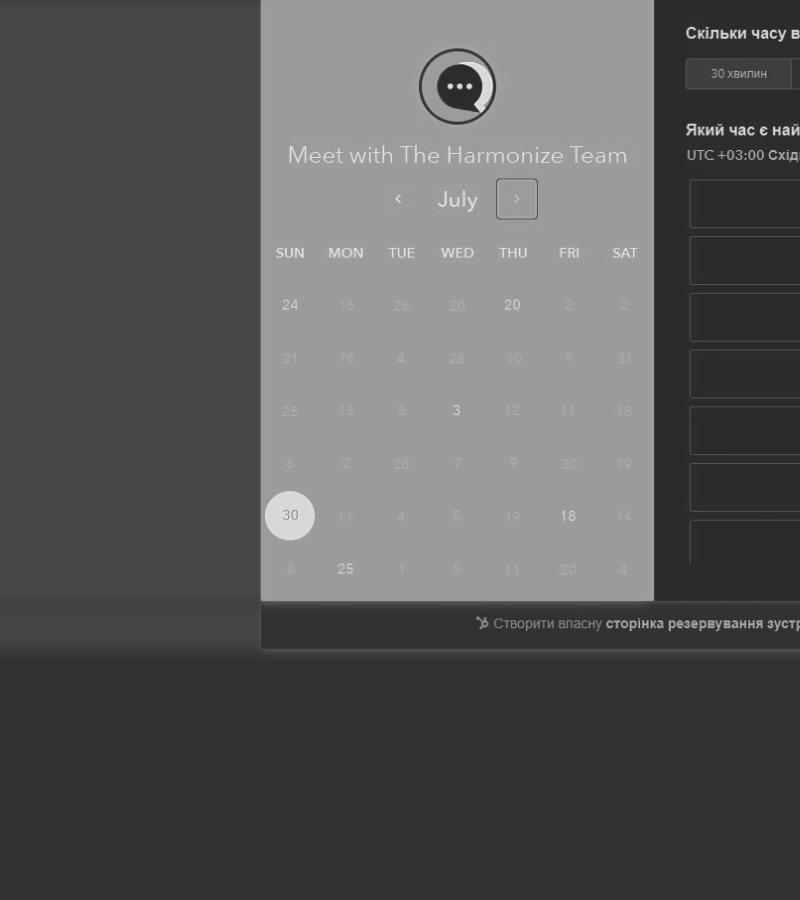 Meet with The Harmonize Team
July
SUN MON TUE WED THU FRI SAT
24 16 26 20 20 2 2
21 16 4 26 10 9 31
25 13 8 3 12 11 18
6 2 28 7 9 30 19
30 11 4 5 19 18 14
8 25 1 5 11 20 4
Скільки часу в
30 хвилин
Який час є най
UTC +03:00 Східн
Створити власну сторінка резервування зустр